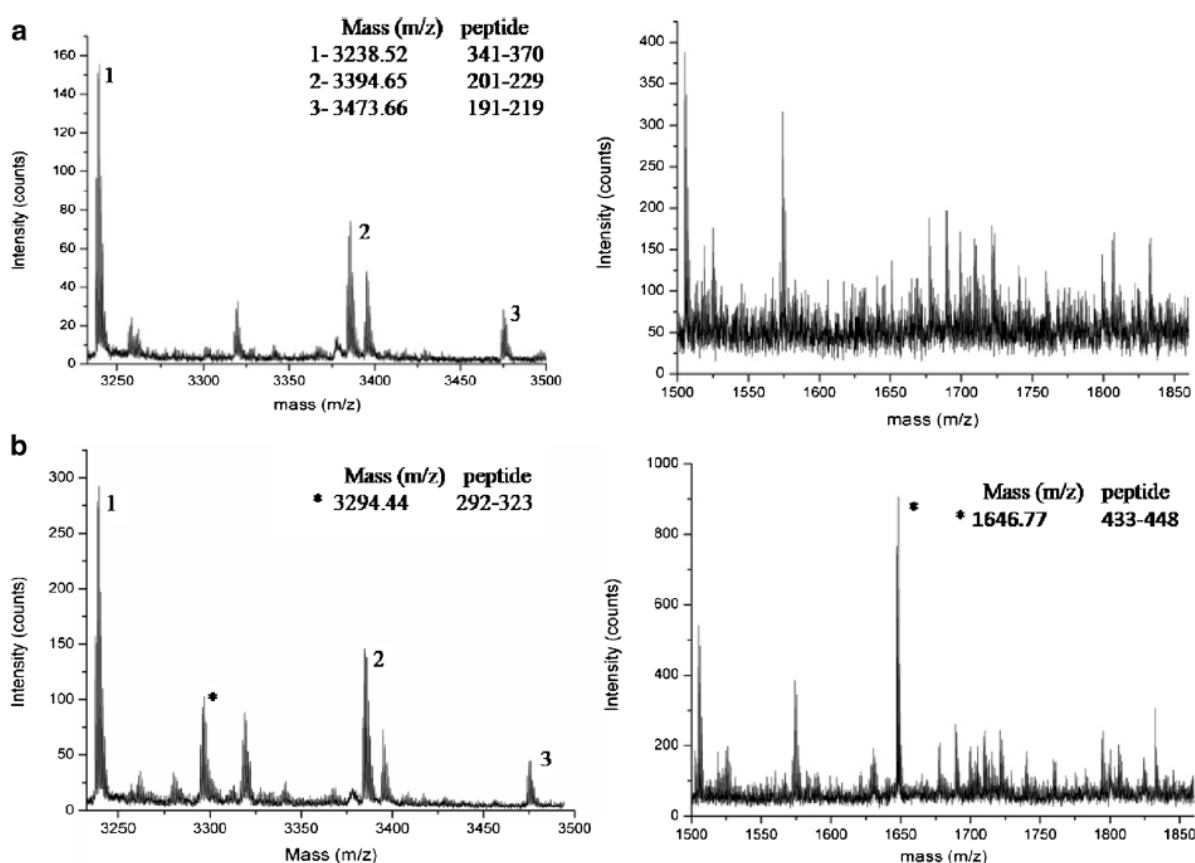 a
Mass (m/z) peptide
1- 3238.52 341-370
2- 3394.65 201-229
3- 3473.66 191-219
1
2
3
Intensity (counts)
160
140
120
100
80
60
40
20
0
3250 3300 3350 3400 3450 3500
mass (m/z)
Intensity (counts)
400
350
300
250
200
150
100
50
0
1500 1550 1600 1650 1700 1750 1800 1850
mass (m/z)
b
Mass (m/z) peptide
* 3294.44 292-323
1
*
2
3
Intensity (counts)
300
250
200
150
100
50
0
3250 3300 3350 3400 3450 3500
Mass (m/z)
Mass (m/z) peptide
* * 1646.77 433-448
Intensity (counts)
1000
800
600
400
200
0
1500 1550 1600 1650 1700 1750 1800 1850
mass (m/z)